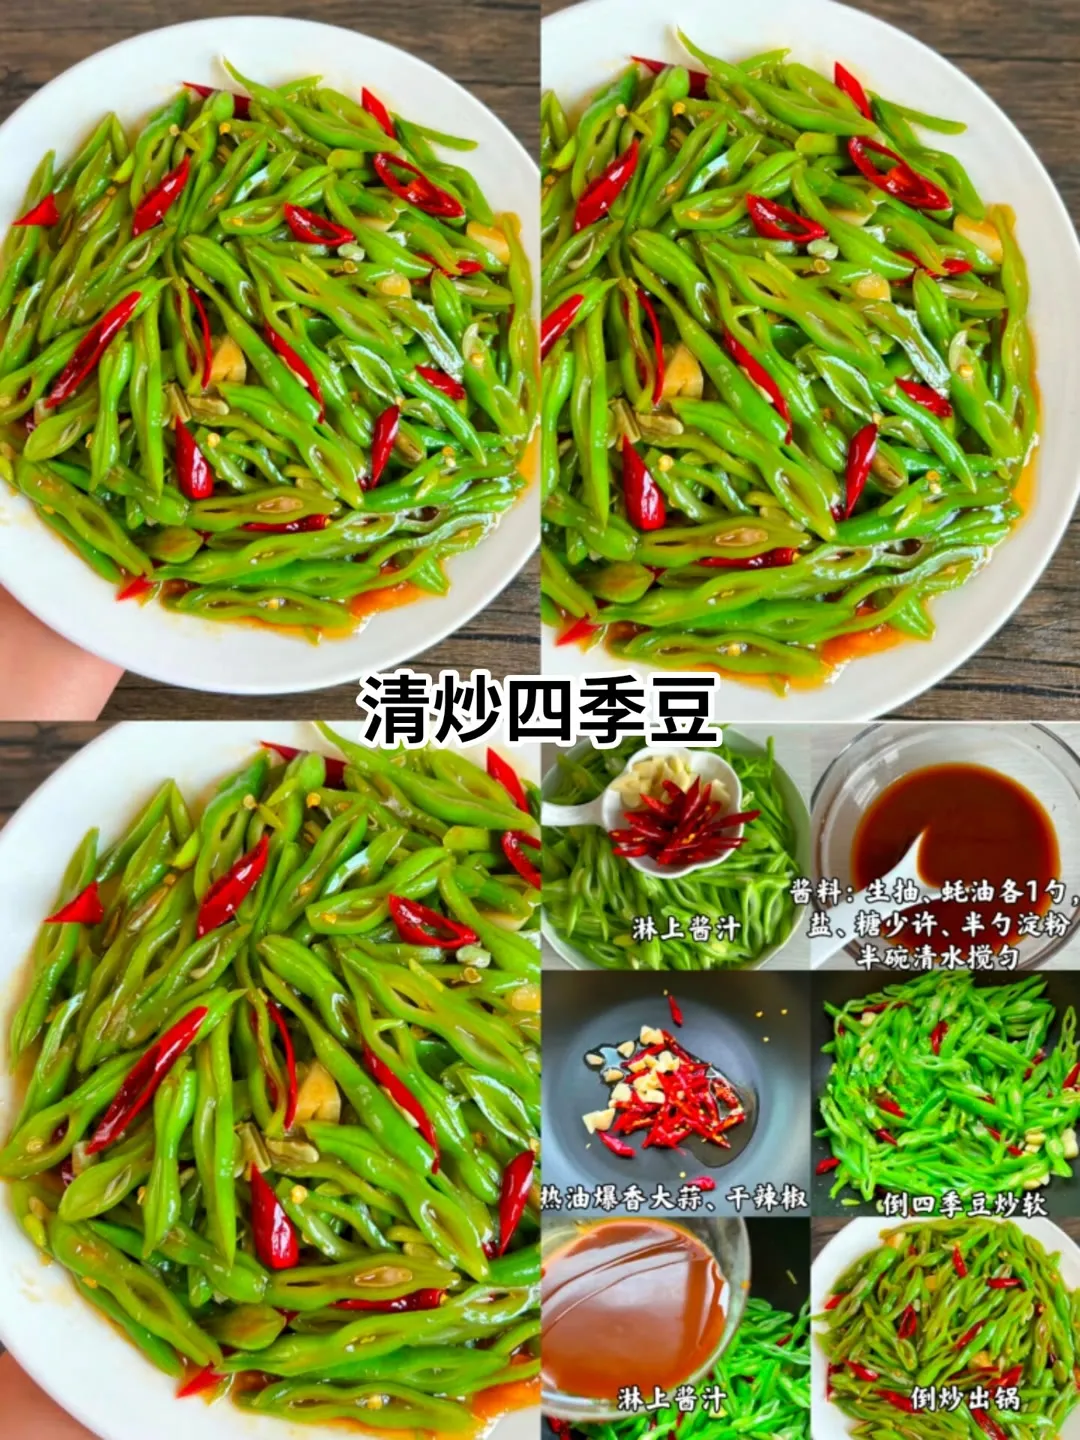 清炒四季豆
淋上酱汁
酱料：生抽、蚝油各1勺，
盐、糖少许、半勺淀粉
半碗清水搅匀
热油爆香大蒜、干辣椒
倒四季豆炒软
淋上酱汁
倒炒出锅